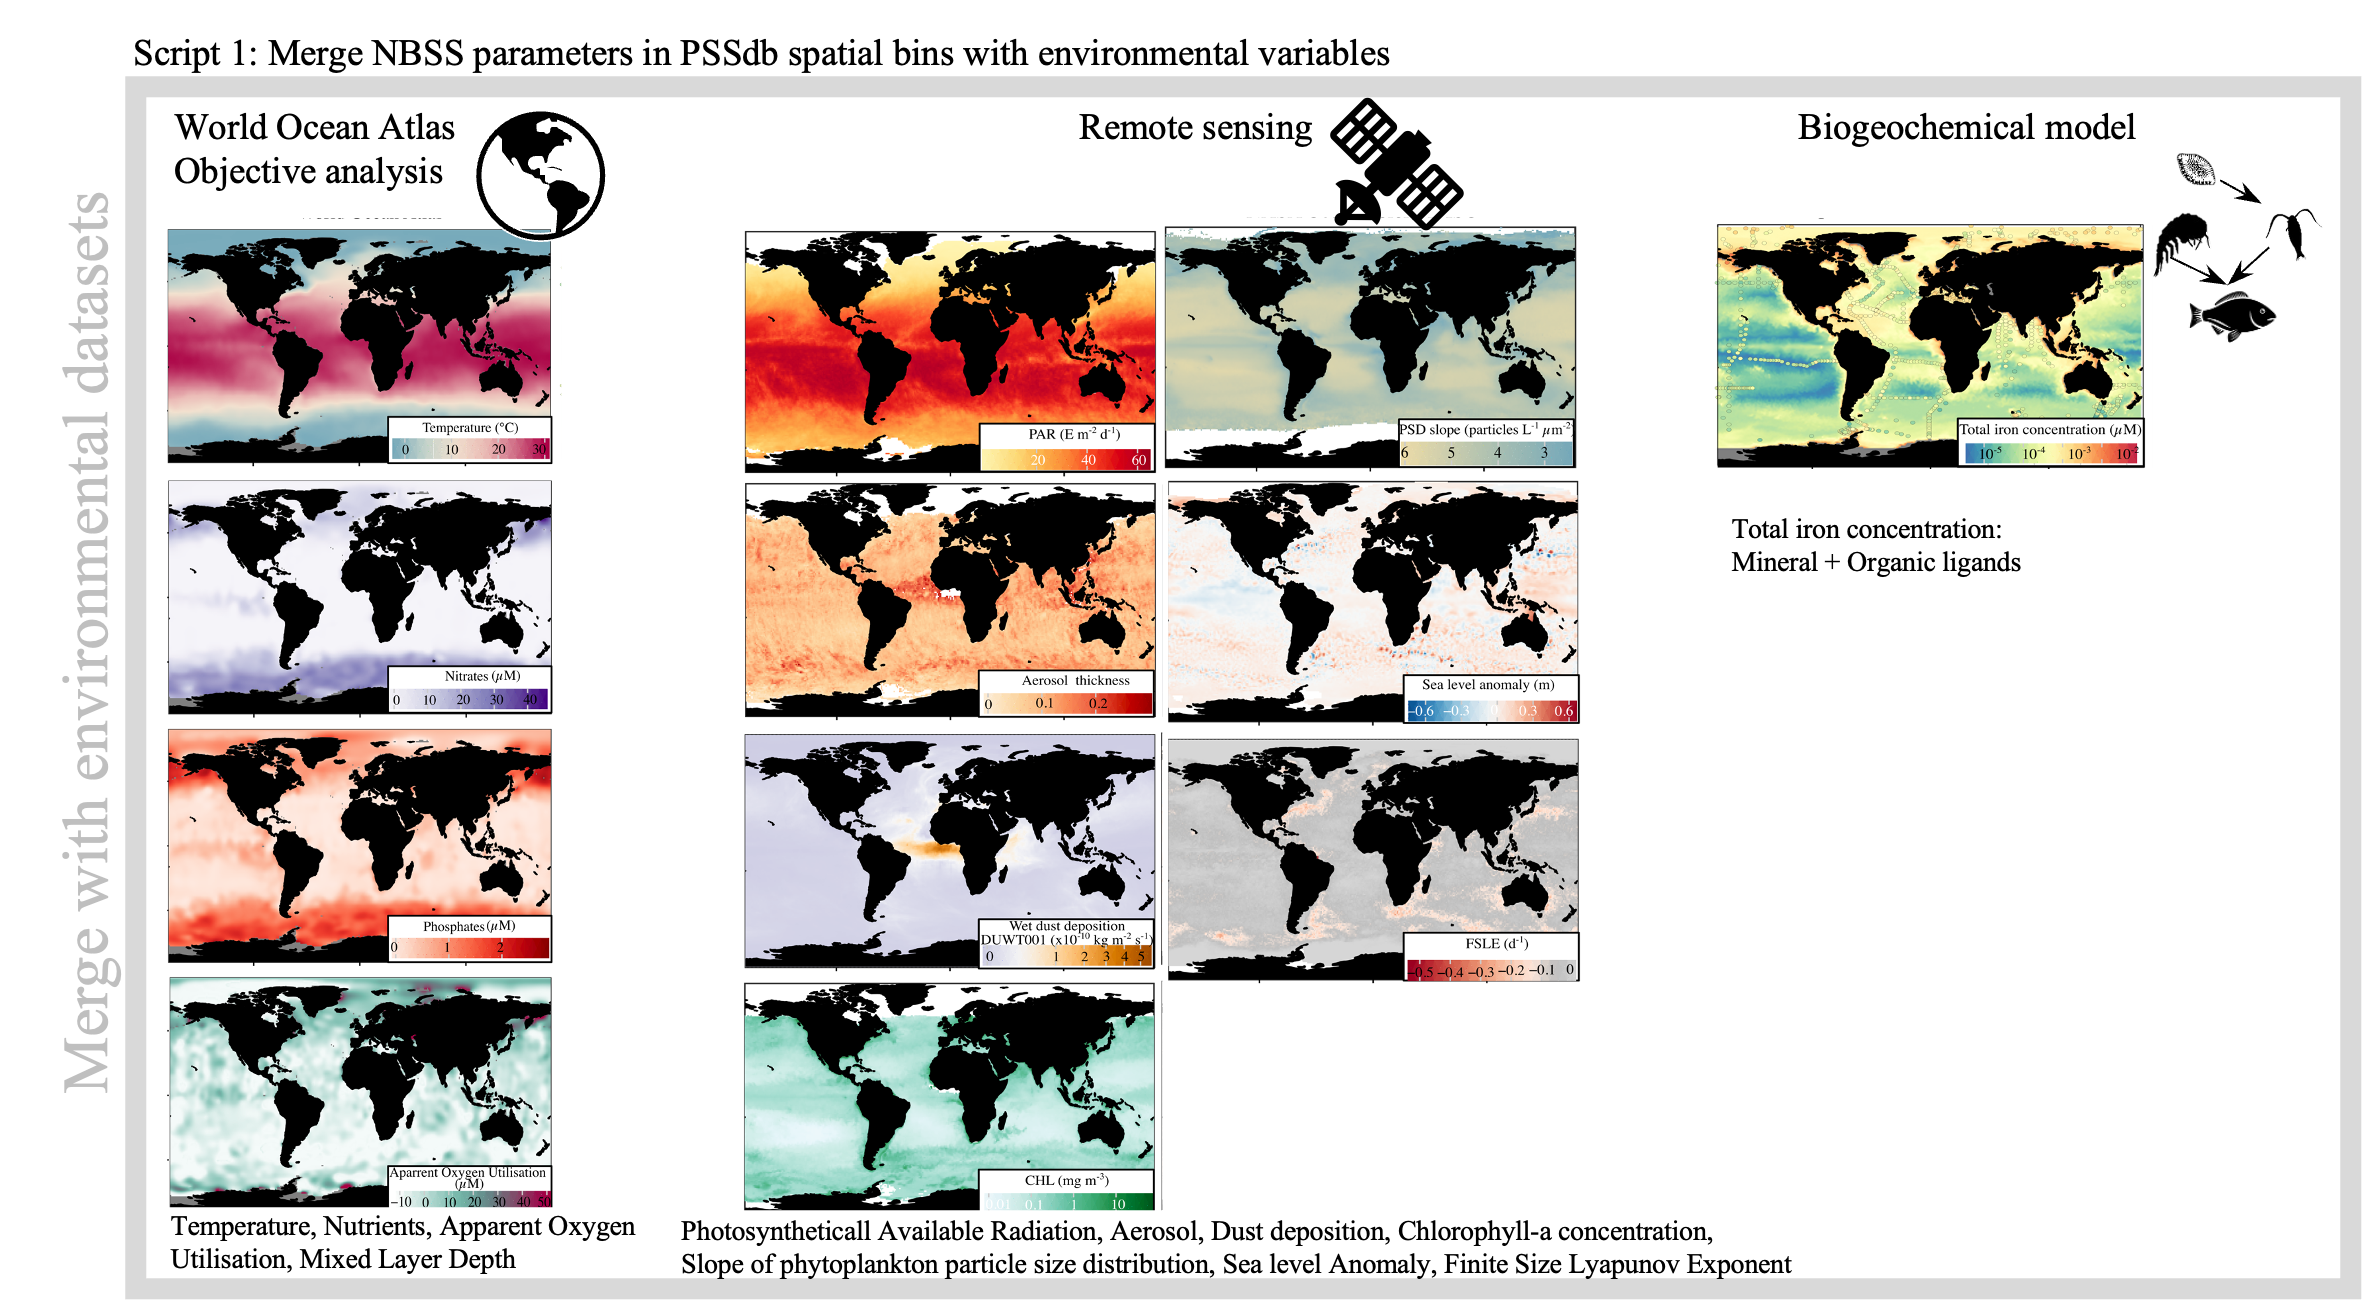 Script 1: Merge NBSS parameters in PSSdb spatial bins with environmental variables
Merge with environmental datasets
World Ocean Atlas
Objective analysis
Temperature (°C)
0 10 20 30
Nitrates (µM)
0 10 20 30 40
Phosphates (µM)
0 1 2
Aparrent Oxygen Utilisation
(µM)
−10 0 10 20 30 40 50
Temperature, Nutrients, Apparent Oxygen
Utilisation, Mixed Layer Depth
Remote sensing
PAR (E m⁻² d⁻¹)
20 40 60
PSD slope (particles L⁻¹ µm⁻²
6 5 4 3
Aerosol thickness
0 0.1 0.2
Sea level anomaly (m)
−0.6 −0.3 0 0.3 0.6
Wet dust deposition
DUWT001 (x10⁻¹⁰ kg m⁻² s⁻¹)
0 1 2 3 4 5
FSLE (d⁻¹)
−0.5 −0.4 −0.3 −0.2 −0.1 0
CHL (mg m⁻³)
0.01 0.1 1 10
Photosyntheticall Available Radiation, Aerosol, Dust deposition, Chlorophyll-a concentration,
Slope of phytoplankton particle size distribution, Sea level Anomaly, Finite Size Lyapunov Exponent
Biogeochemical model
Total iron concentration (µM)
10⁻⁵ 10⁻⁴ 10⁻³ 10⁻²
Total iron concentration:
Mineral + Organic ligands